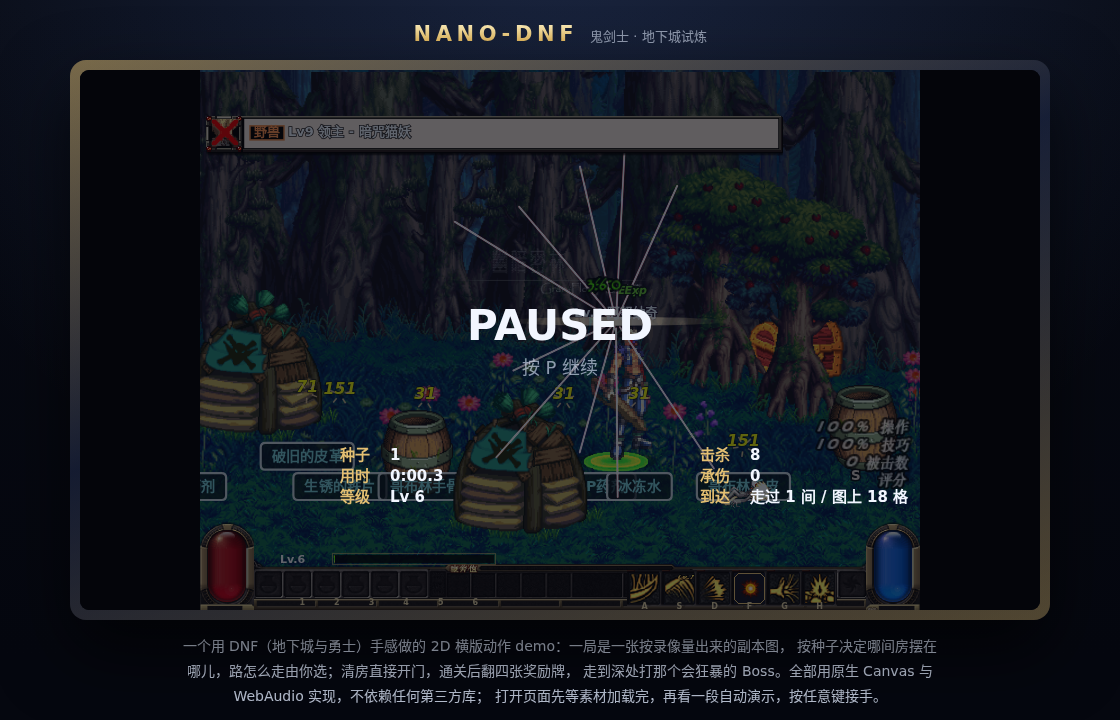 NANO-DNF 鬼剑士 · 地下城试炼
野兽 Lv9 领主 - 暗咒猫妖
PAUSED
按 P 继续
71 151 31 31 31
151
100% 操作
100% 技巧
0 被击数
S 评分
破旧的皮革
种子 1
用时 0:00.3
等级 Lv 6
击杀 8
承伤 0
到达 走过 1 间 / 图上 18 格
剂
冰冻水
Lv.6
1 2 3 4 5 6 A S D F G H
一个用 DNF（地下城与勇士）手感做的 2D 横版动作 demo：一局是一张按录像量出来的副本图， 按种子决定哪间房摆在
哪儿，路怎么走由你选；清房直接开门，通关后翻四张奖励牌， 走到深处打那个会狂暴的 Boss。全部用原生 Canvas 与
WebAudio 实现，不依赖任何第三方库； 打开页面先等素材加载完，再看一段自动演示，按任意键接手。